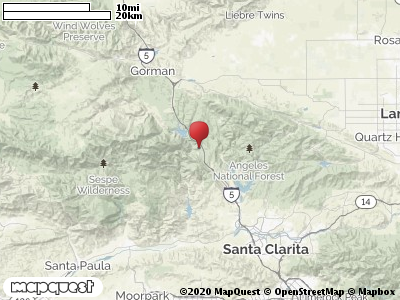 10mi
20km
Wind Wolves
Preserve
Liebre Twins
Rosa
5
Gorman
Lan
Quartz H
Sespe
Wilderness
Angeles
National Forest
5
14
Santa Clarita
Santa Paula
mapquest
©2020 MapQuest © OpenStreetMap © Mapbox
Moorpark